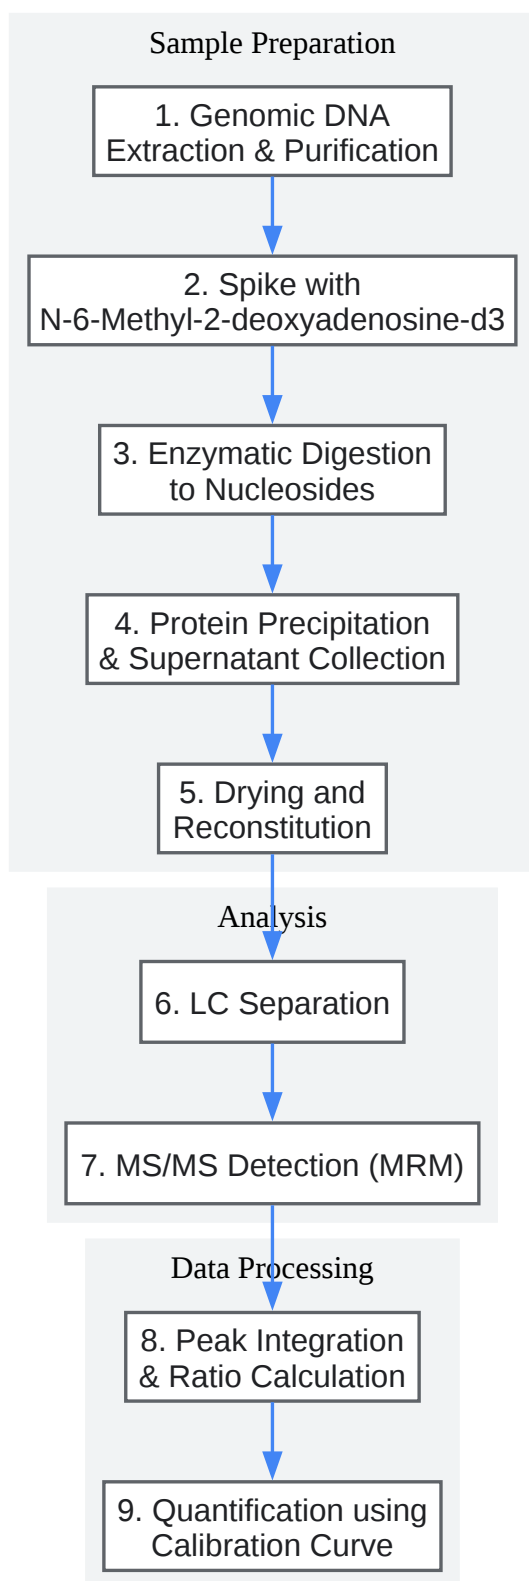 Sample Preparation
1. Genomic DNA
Extraction & Purification
2. Spike with
N-6-Methyl-2-deoxyadenosine-d3
3. Enzymatic Digestion
to Nucleosides
4. Protein Precipitation
& Supernatant Collection
5. Drying and
Reconstitution
Analysis
6. LC Separation
7. MS/MS Detection (MRM)
Data Processing
8. Peak Integration
& Ratio Calculation
9. Quantification using
Calibration Curve